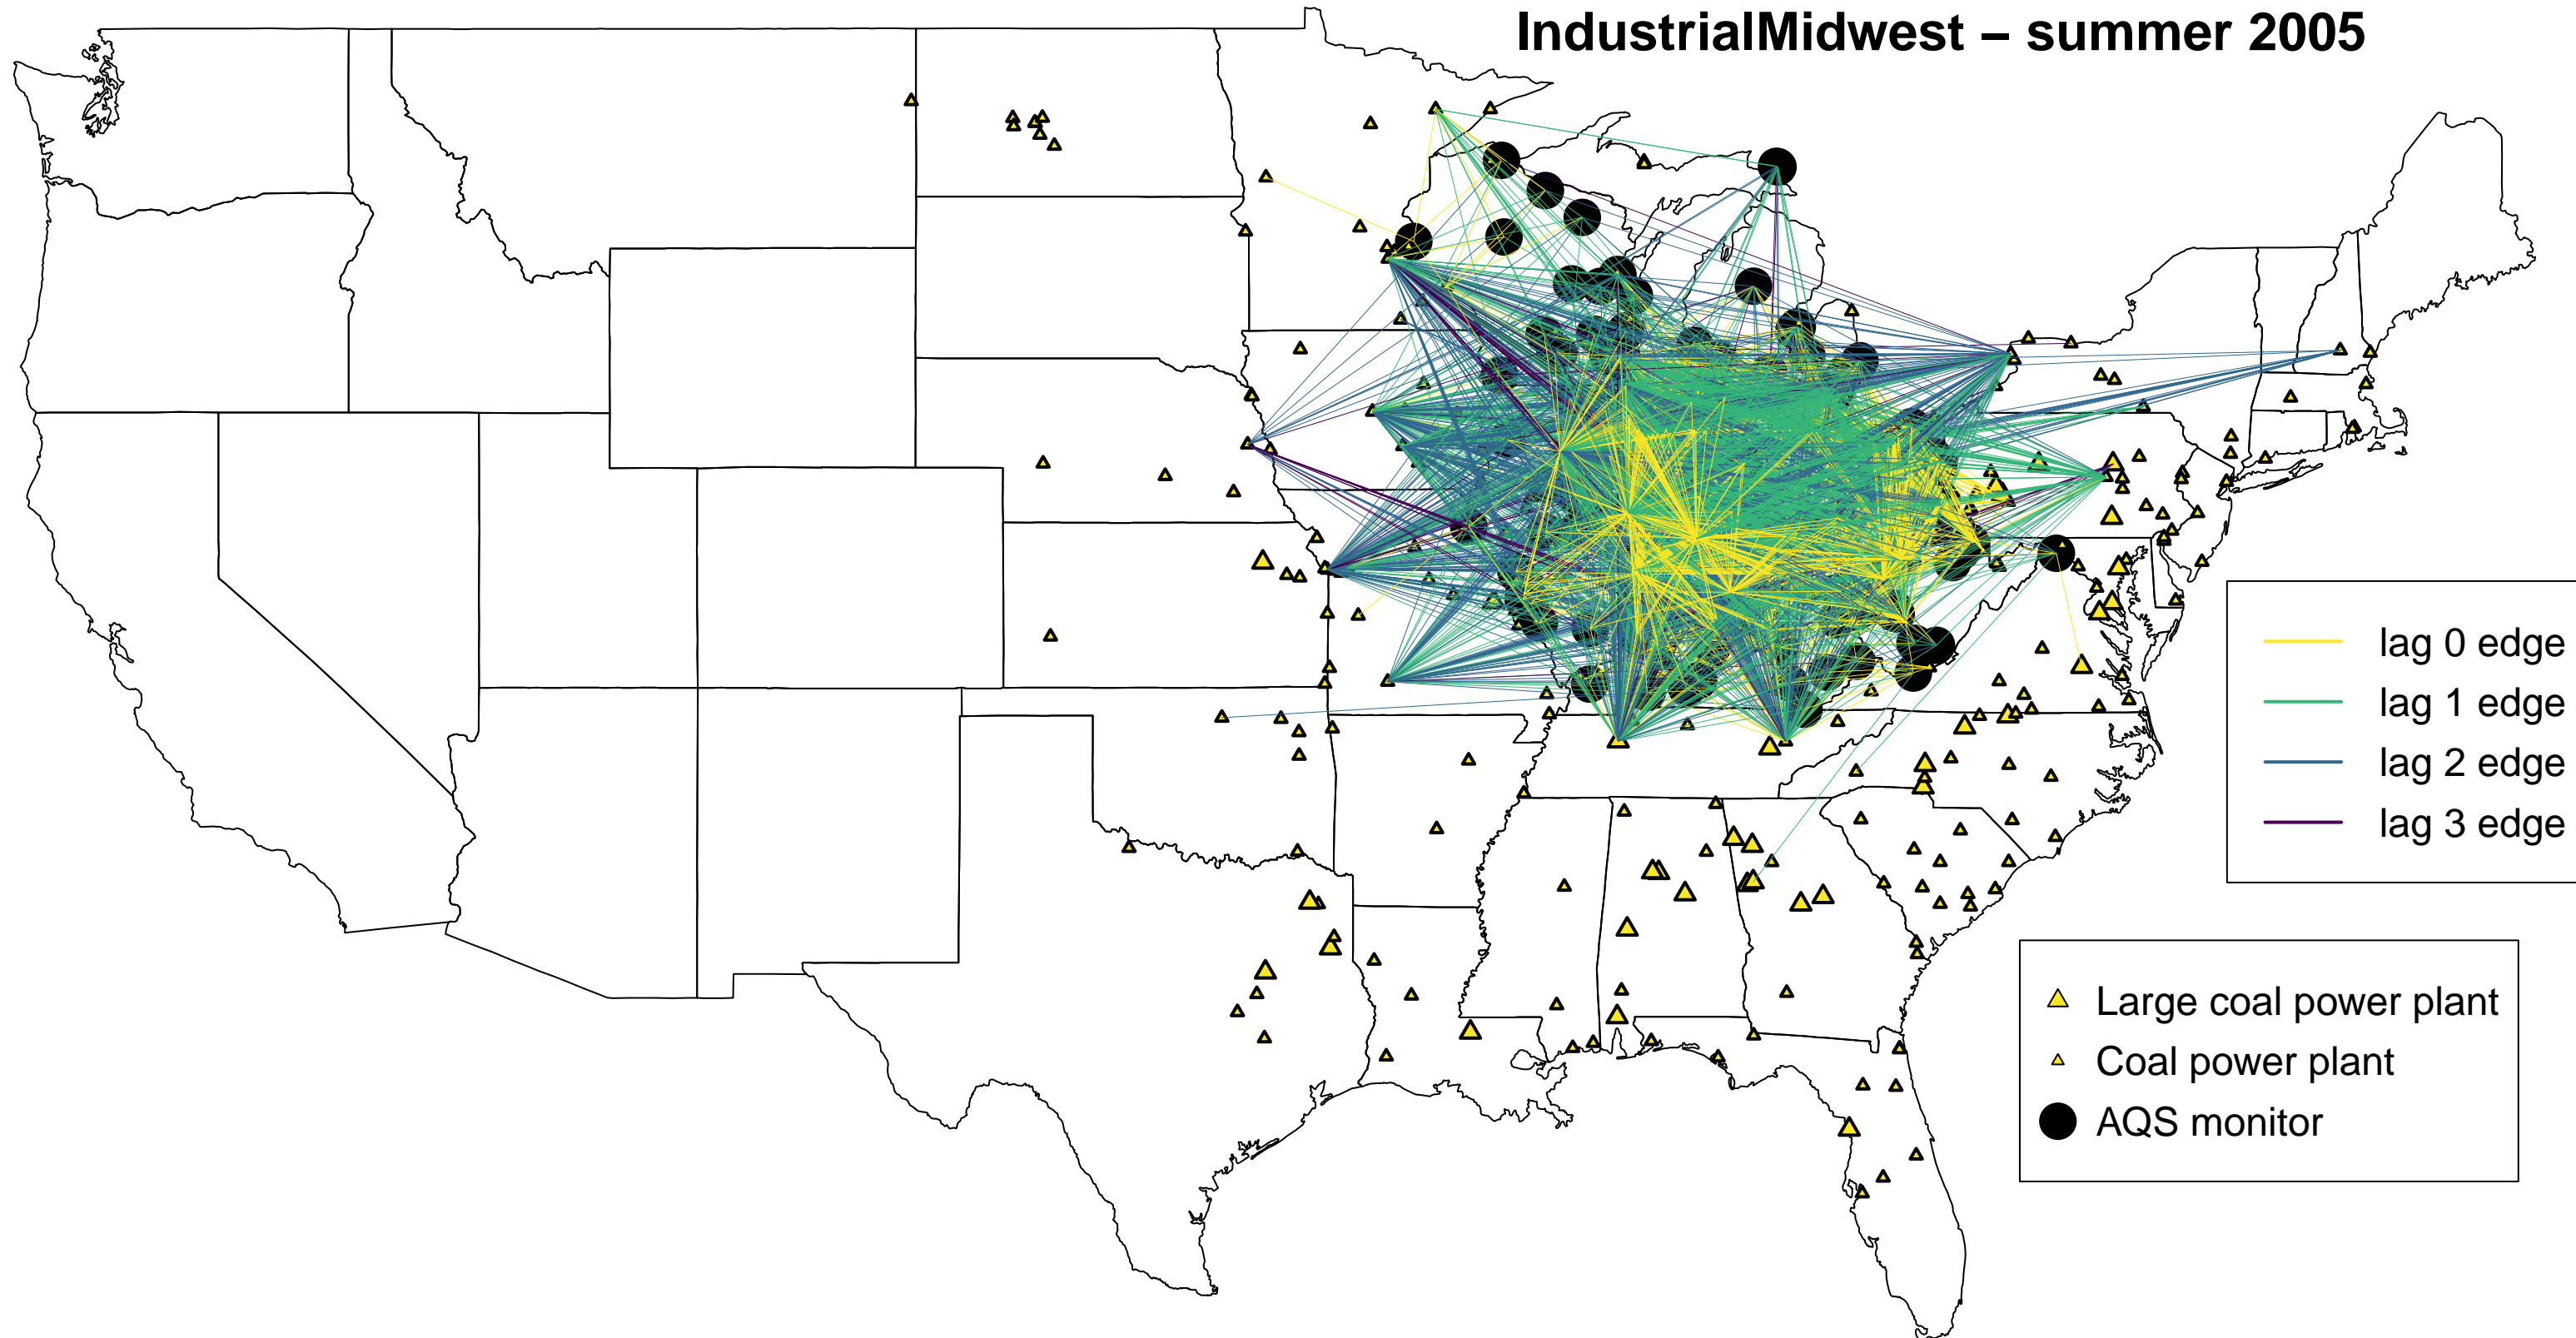 IndustrialMidwest – summer 2005
lag 0 edge
lag 1 edge
lag 2 edge
lag 3 edge
Large coal power plant
Coal power plant
AQS monitor